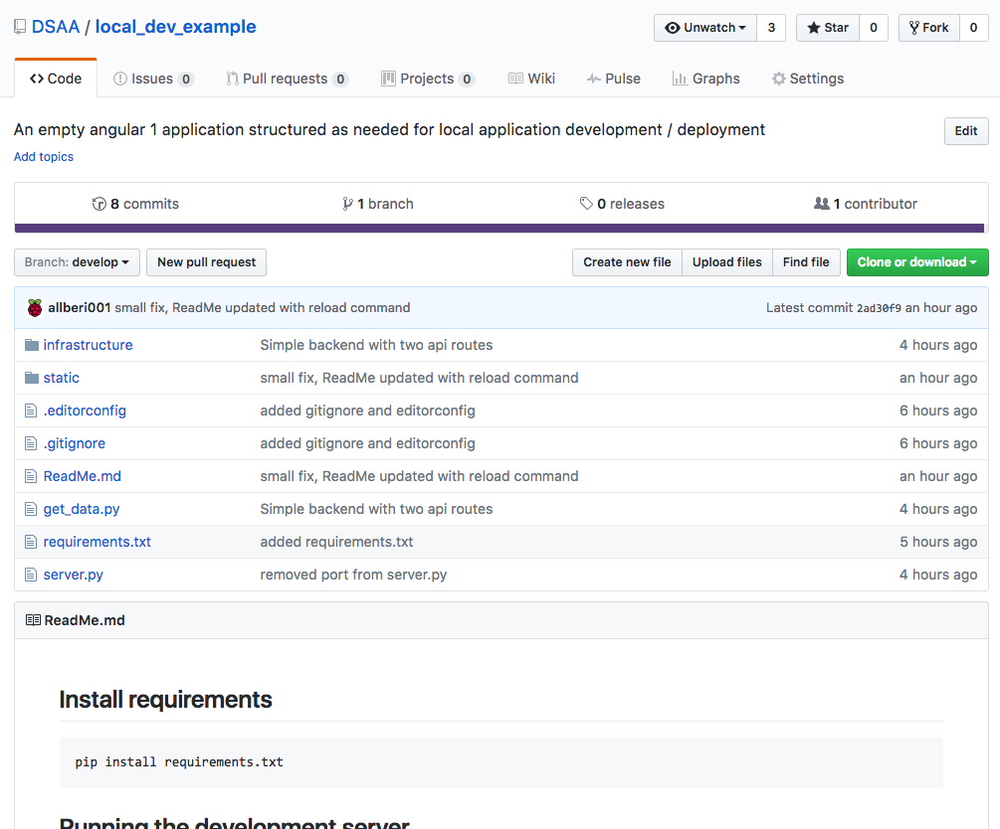 DSAA / local_dev_example
Unwatch 3 Star 0 Fork 0
Code Issues 0 Pull requests 0 Projects 0 Wiki Pulse Graphs Settings
An empty angular 1 application structured as needed for local application development / deployment Edit
Add topics
8 commits 1 branch 0 releases 1 contributor
Branch: develop New pull request Create new file Upload files Find file Clone or download
allberi001 small fix, ReadMe updated with reload command Latest commit 2ad30f9 an hour ago
infrastructure Simple backend with two api routes 4 hours ago
static small fix, ReadMe updated with reload command an hour ago
.editorconfig added gitignore and editorconfig 6 hours ago
.gitignore added gitignore and editorconfig 6 hours ago
ReadMe.md small fix, ReadMe updated with reload command an hour ago
get_data.py Simple backend with two api routes 4 hours ago
requirements.txt added requirements.txt 5 hours ago
server.py removed port from server.py 4 hours ago
ReadMe.md
Install requirements
pip install requirements.txt
Running the development server